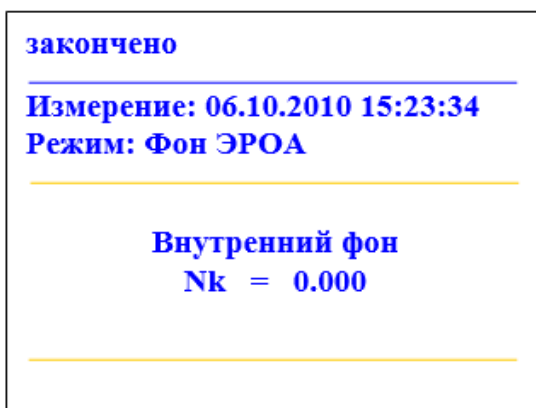 закончено
Измерение: 06.10.2010 15:23:34
Режим: Фон ЭРОА
Внутренний фон
Nk = 0.000